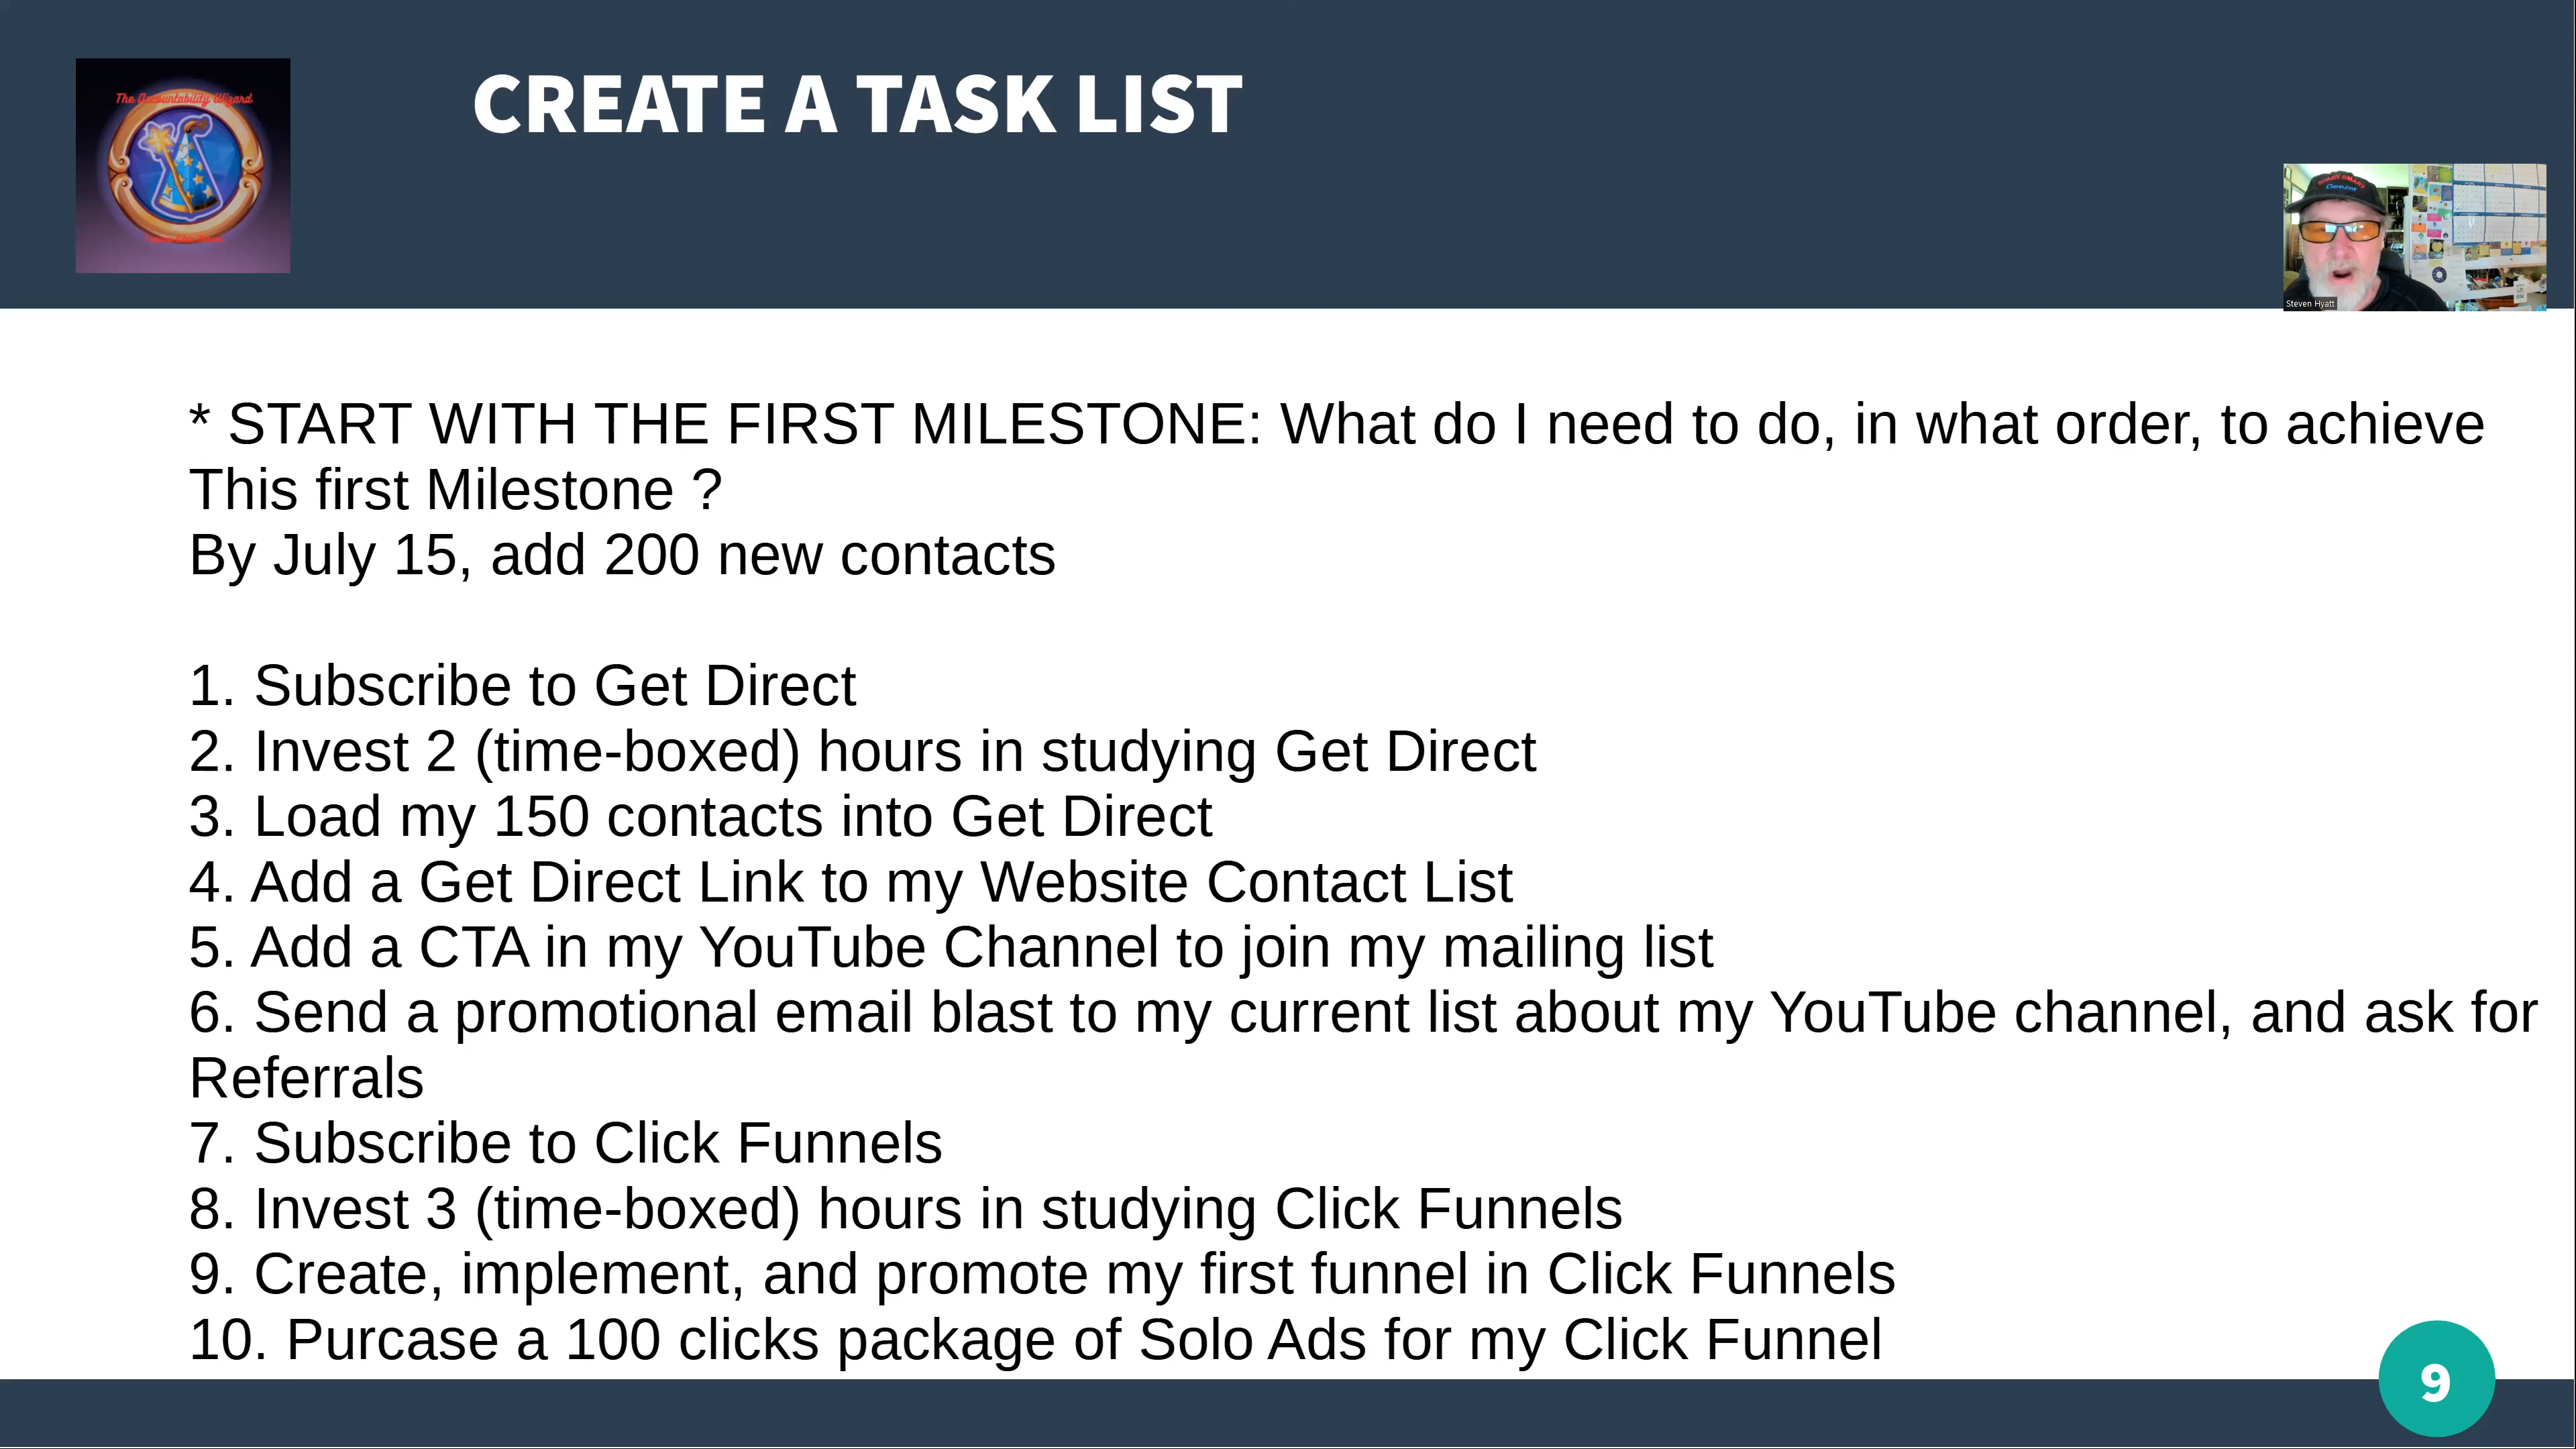 The Accountability Wizard
CREATE A TASK LIST
START SMART
Steven Hyatt
* START WITH THE FIRST MILESTONE: What do I need to do, in what order, to achieve
This first Milestone ?
By July 15, add 200 new contacts
1. Subscribe to Get Direct
2. Invest 2 (time-boxed) hours in studying Get Direct
3. Load my 150 contacts into Get Direct
4. Add a Get Direct Link to my Website Contact List
5. Add a CTA in my YouTube Channel to join my mailing list
6. Send a promotional email blast to my current list about my YouTube channel, and ask for
Referrals
7. Subscribe to Click Funnels
8. Invest 3 (time-boxed) hours in studying Click Funnels
9. Create, implement, and promote my first funnel in Click Funnels
10. Purcase a 100 clicks package of Solo Ads for my Click Funnel
9